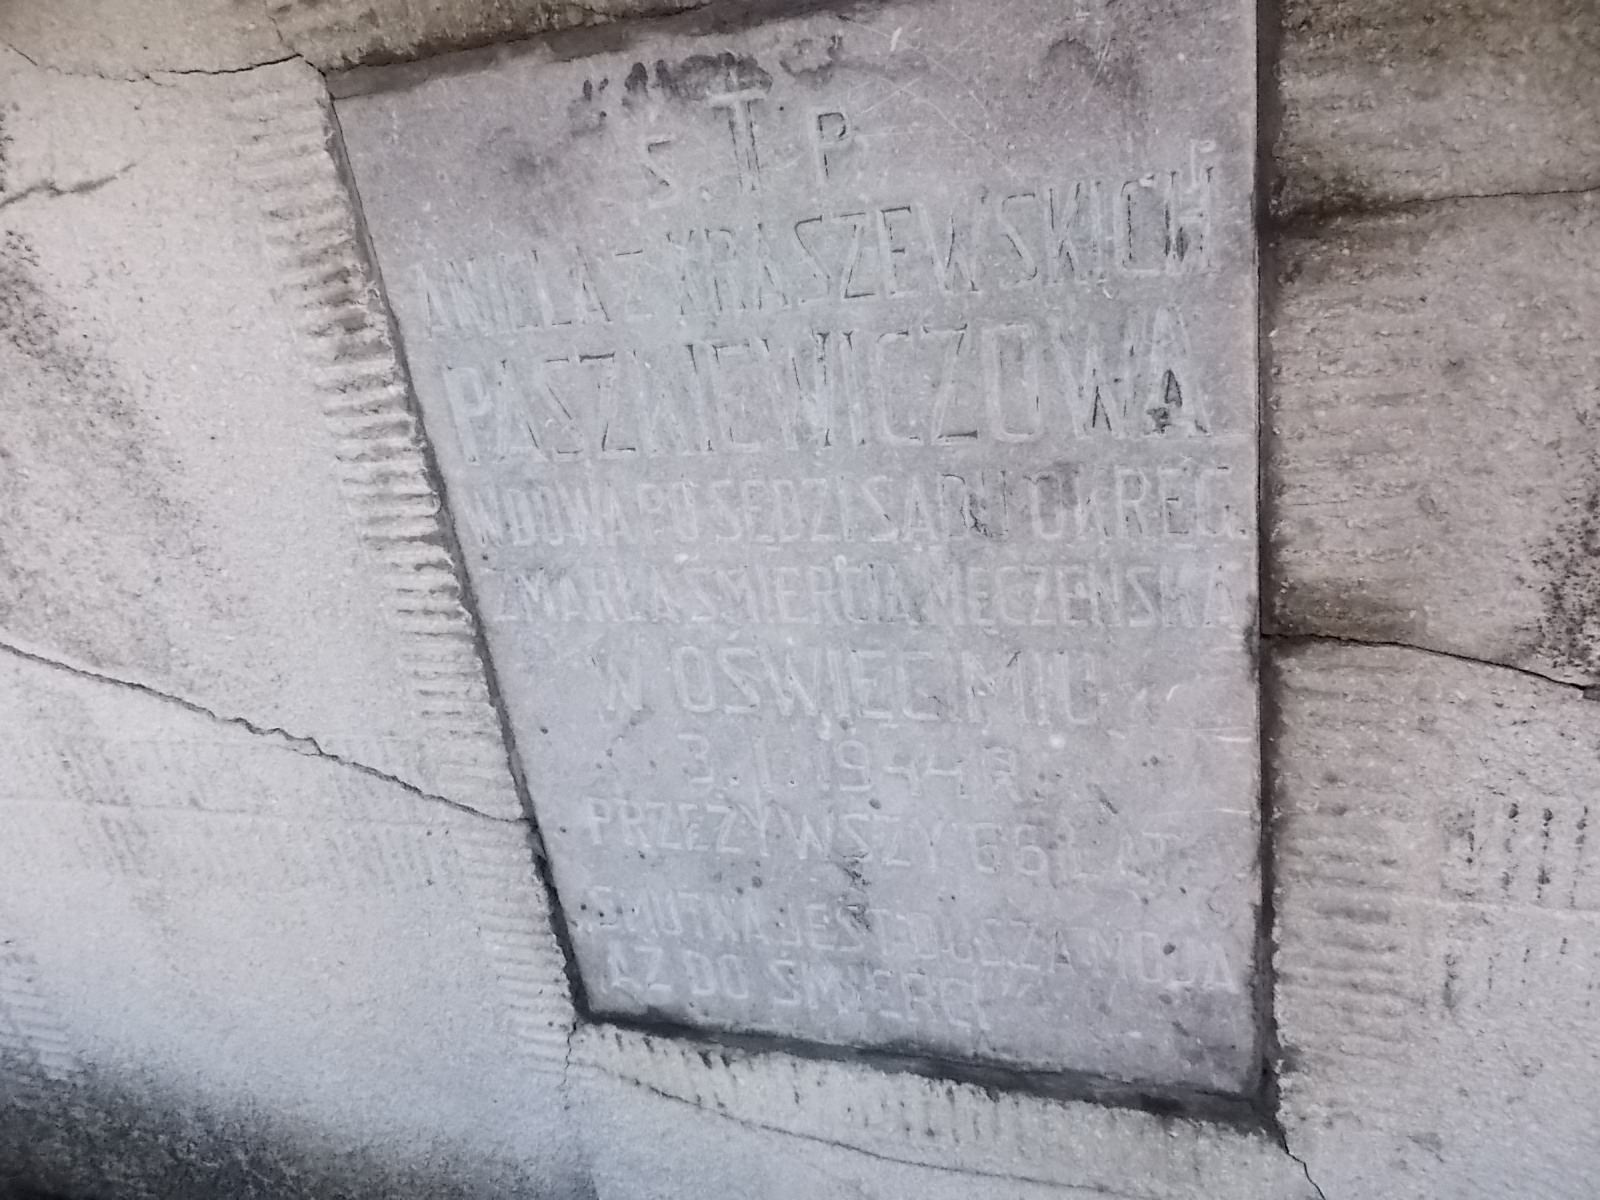 Ś. † P.
ANIELA Z KRASZEWSKICH
PASZKIEWICZOWA
WDOWA PO SĘDZI SĄDU OKRĘG.
ZMARŁA ŚMIERCIĄ MĘCZEŃSKĄ
W OŚWIĘCIMIU
3.I.1944 R.
PRZEŻYWSZY 66 LAT
„SMUTNA JEST DUSZA MOJA
AŻ DO ŚMIERCI”